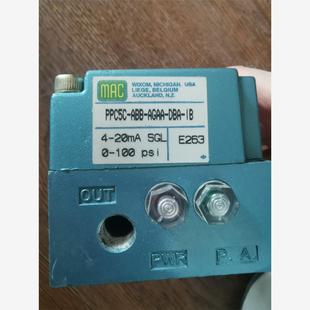 MAC
WIXOM, MICHIGAN, USA
LIEGE, BELGIUM
AUCKLAND, N.Z.
PPC5C-ABB-AGAA-DBA-IB
4-20mA SGL
E263
0-100 psi
OUT
PWR
P. A.